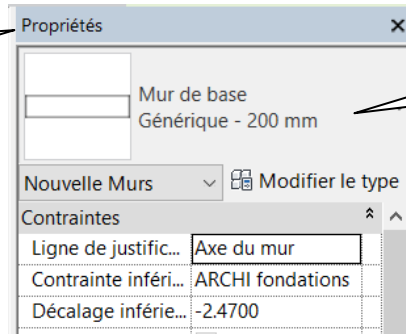 Propriétés
Mur de base
Générique - 200 mm
Nouvelle Murs
Modifier le type
Contraintes
Ligne de justific... Axe du mur
Contrainte inféri... ARCHI fondations
Décalage inférie... -2.4700